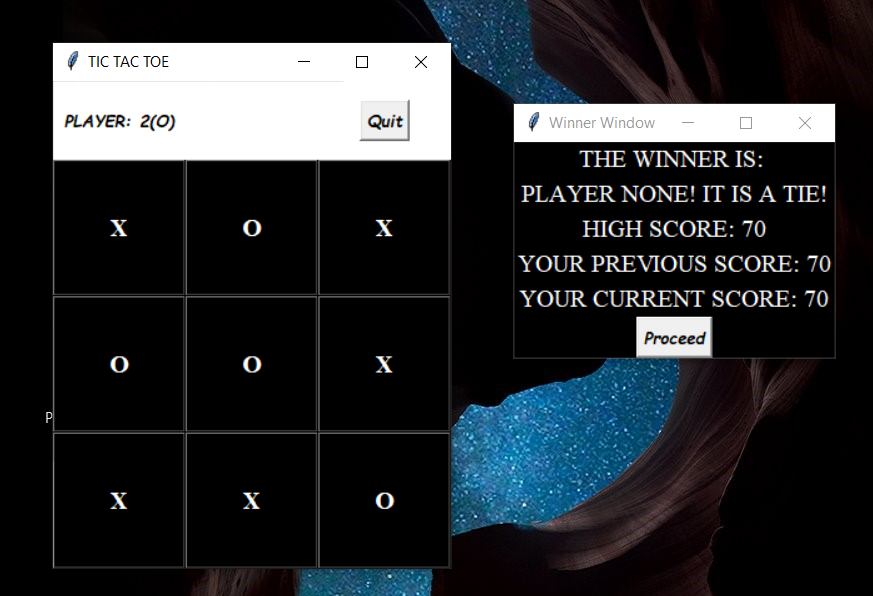 TIC TAC TOE
PLAYER: 2(O)
Quit
X O X
O O X
X X O
P
Winner Window
THE WINNER IS:
PLAYER NONE! IT IS A TIE!
HIGH SCORE: 70
YOUR PREVIOUS SCORE: 70
YOUR CURRENT SCORE: 70
Proceed